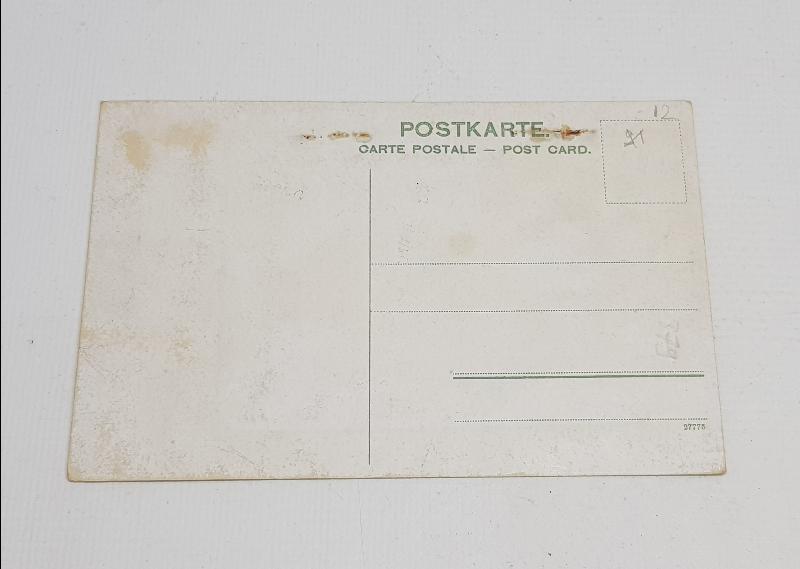 12
POSTKARTE.
CARTE POSTALE — POST CARD.
27775